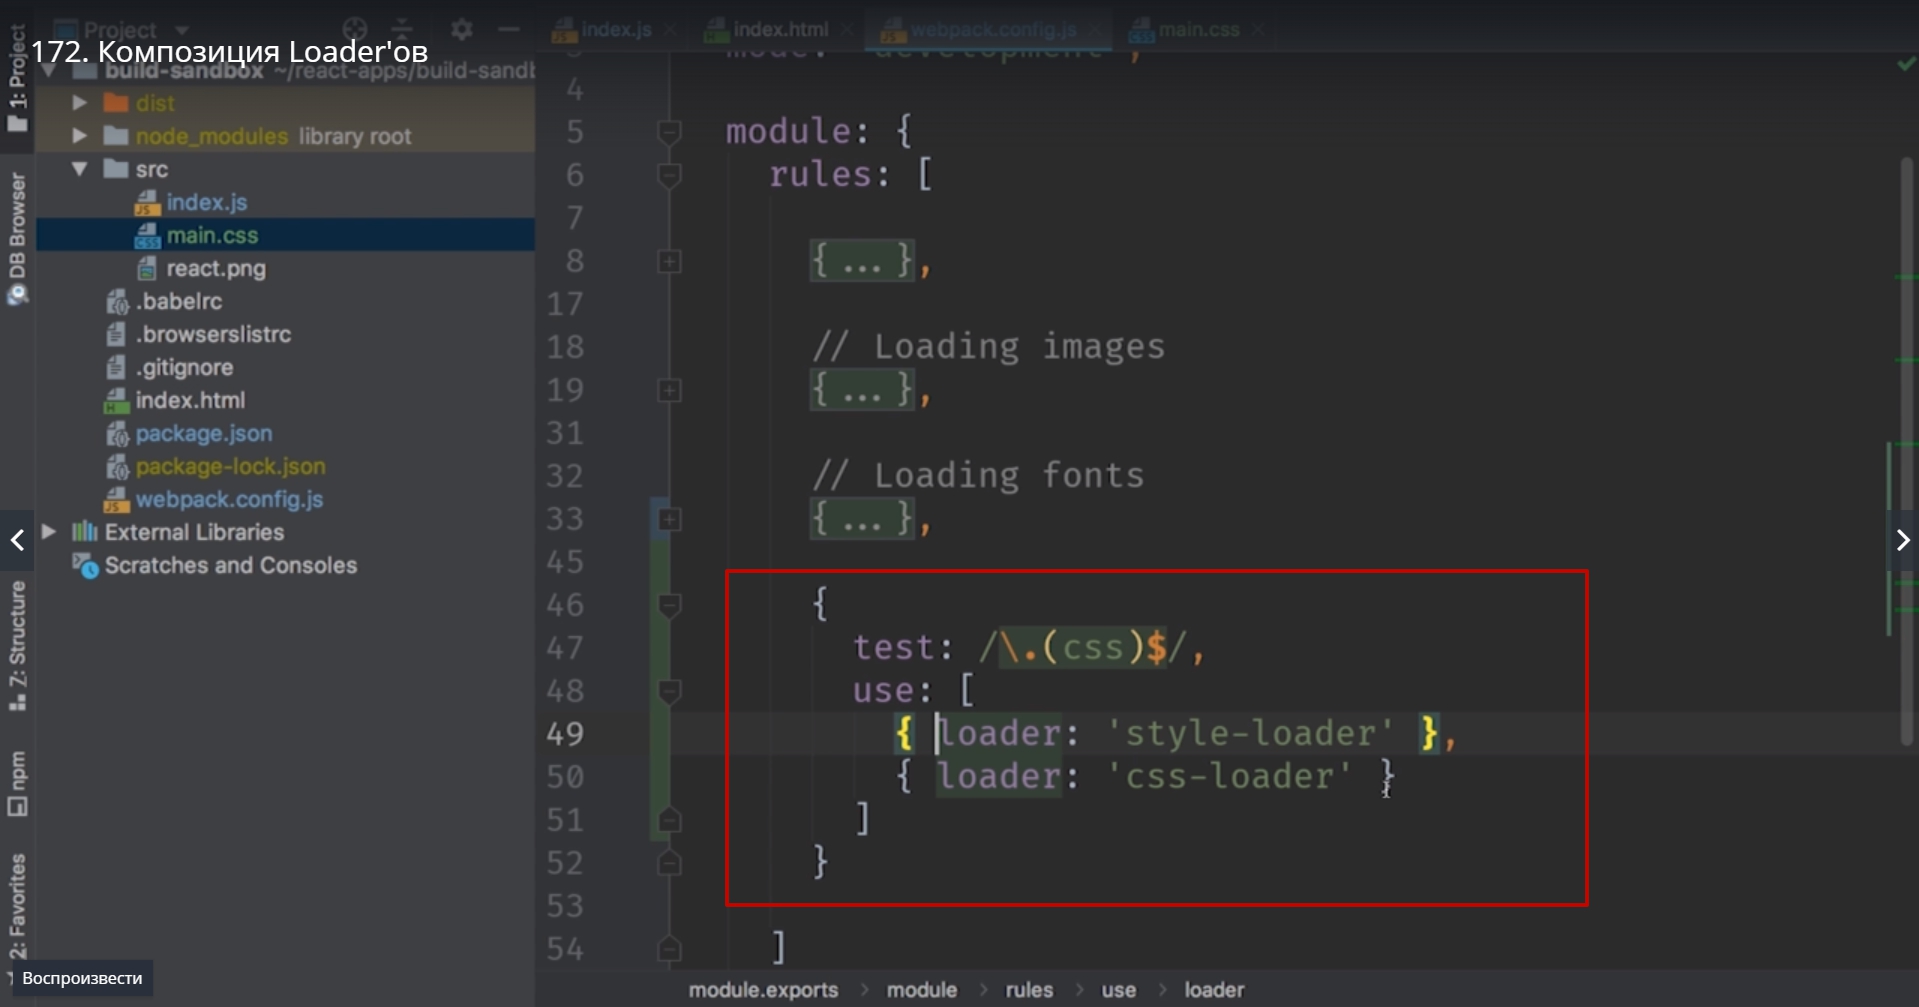 172. Композиция Loader'ов
Project
index.js
index.html
webpack.config.js
main.css
1: Project
DB Browser
Z: Structure
npm
2: Favorites
build-sandbox ~/react-apps/build-sandb
dist
node_modules library root
src
index.js
main.css
react.png
.babelrc
.browserslistrc
.gitignore
index.html
package.json
package-lock.json
webpack.config.js
External Libraries
Scratches and Consoles
3 mode: 'development',
4
5 module: {
6 rules: [
7
8 { ... },
17
18 // Loading images
19 { ... },
31
32 // Loading fonts
33 { ... },
45
46 {
47 test: /\.(css)$/,
48 use: [
49 { loader: 'style-loader' },
50 { loader: 'css-loader' }
51 ]
52 }
53
54 ]
Воспроизвести
module.exports > module > rules > use > loader